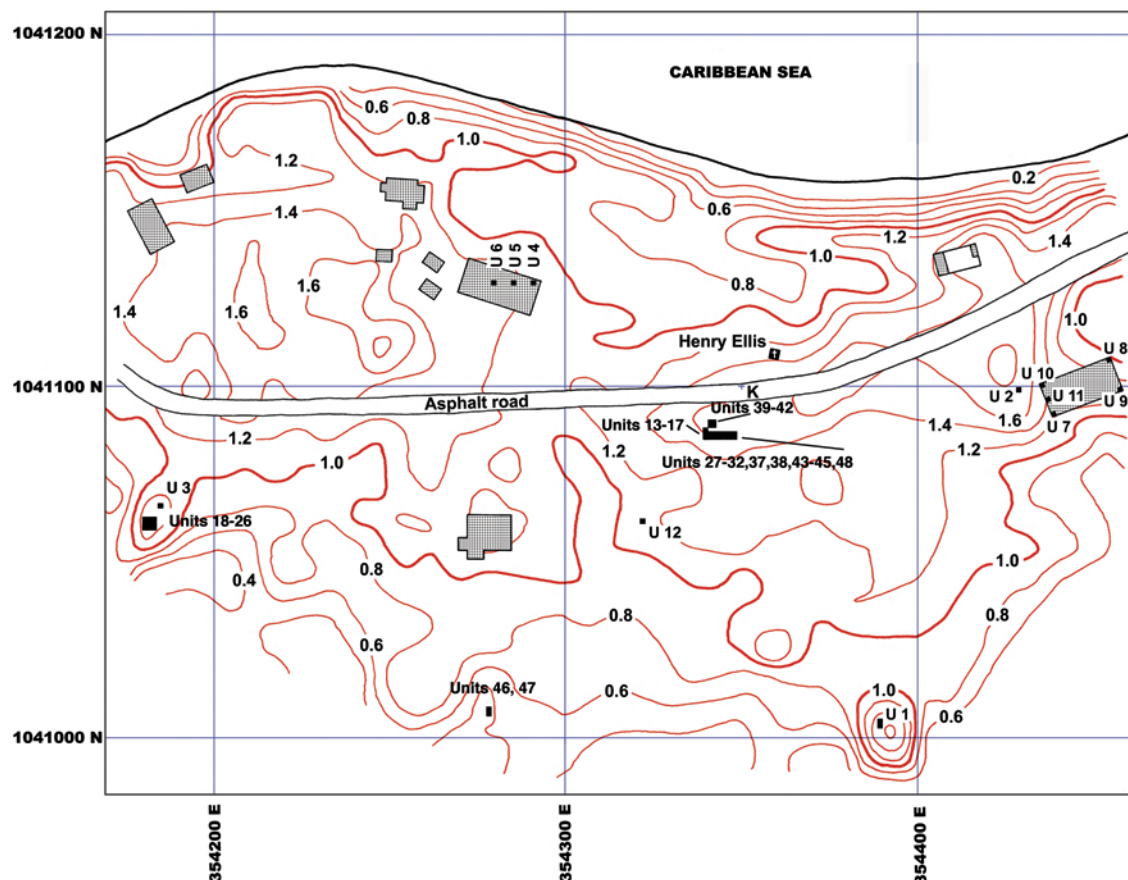 1041200 N
CARIBBEAN SEA
0.6
0.8
1.0
1.2
0.2
1.4
0.6
1.2
1.4
1.0
U 6
U 5
U 4
0.8
1.6
1.6
1.4
1.0
Henry Ellis
U 8
U 10
1041100 N
K
U 2
U 11
U 9
Asphalt road
Units 39-42
1.6
U 7
1.4
Units 13-17
1.2
1.2
1.2
1.0
Units 27-32,37,38,43-45,48
U 3
Units 18-26
U 12
1.0
0.8
0.4
0.8
0.8
0.6
Units 46, 47
0.6
1.0
U 1
0.6
1041000 N
354200 E
354300 E
354400 E